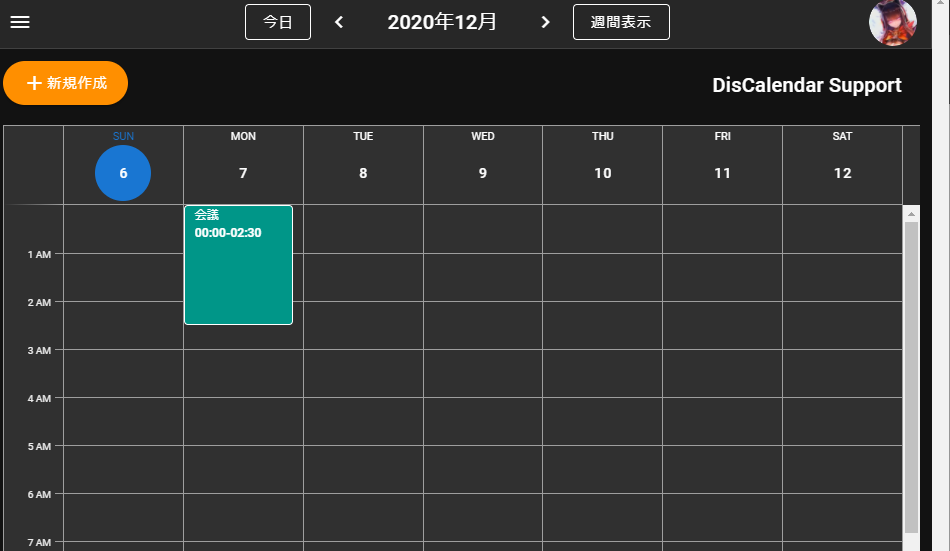 今日
2020年12月
週間表示
+ 新規作成
DisCalendar Support
SUN MON TUE WED THU FRI SAT
6 7 8 9 10 11 12
会議
00:00-02:30
1 AM
2 AM
3 AM
4 AM
5 AM
6 AM
7 AM